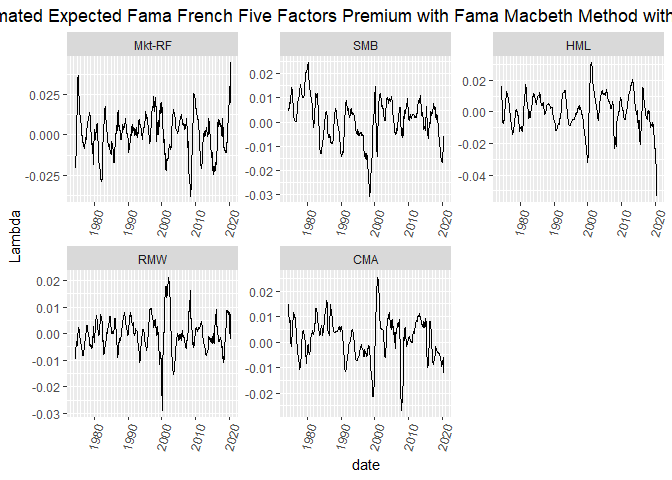 mated Expected Fama French Five Factors Premium with Fama Macbeth Method with
Mkt-RF SMB HML
0.025 0.000 -0.025
0.02 0.01 0.00 -0.01 -0.02 -0.03
0.02 0.00 -0.02 -0.04
1980 1990 2000 2010 2020 1980 1990 2000 2010 2020 1980 1990 2000 2010 2020
Lambda
RMW CMA
0.02 0.01 0.00 -0.01 -0.02 -0.03
0.02 0.01 0.00 -0.01 -0.02
1980 1990 2000 2010 2020 1980 1990 2000 2010 2020
date